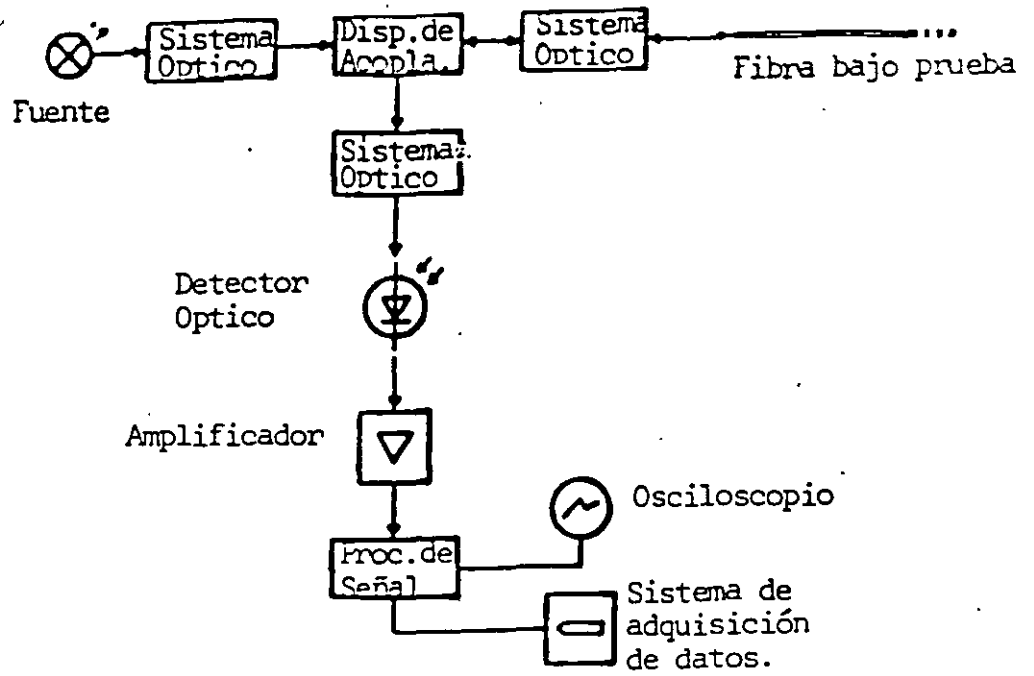 Fuente
Sistema
Optico
Disp.de
Acopla.
Sistema
Optico
Fibra bajo prueba
Sistema
Optico
Detector
Optico
Amplificador
Osciloscopio
Proc.de
Señal
Sistema de
adquisición
de datos.